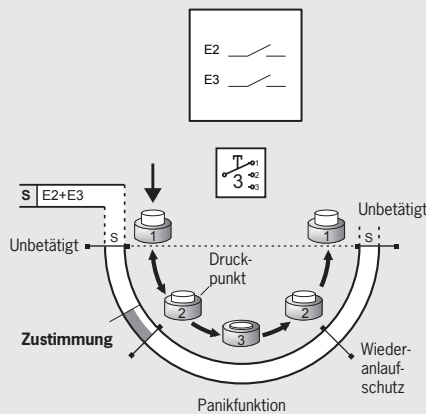 E2
E3
1
2
3
3
S E2+E3
1
1
Unbetätigt
S
S
Unbetätigt
Druck-
punkt
2
2
3
Zustimmung
Wieder-
anlauf-
schutz
Panikfunktion